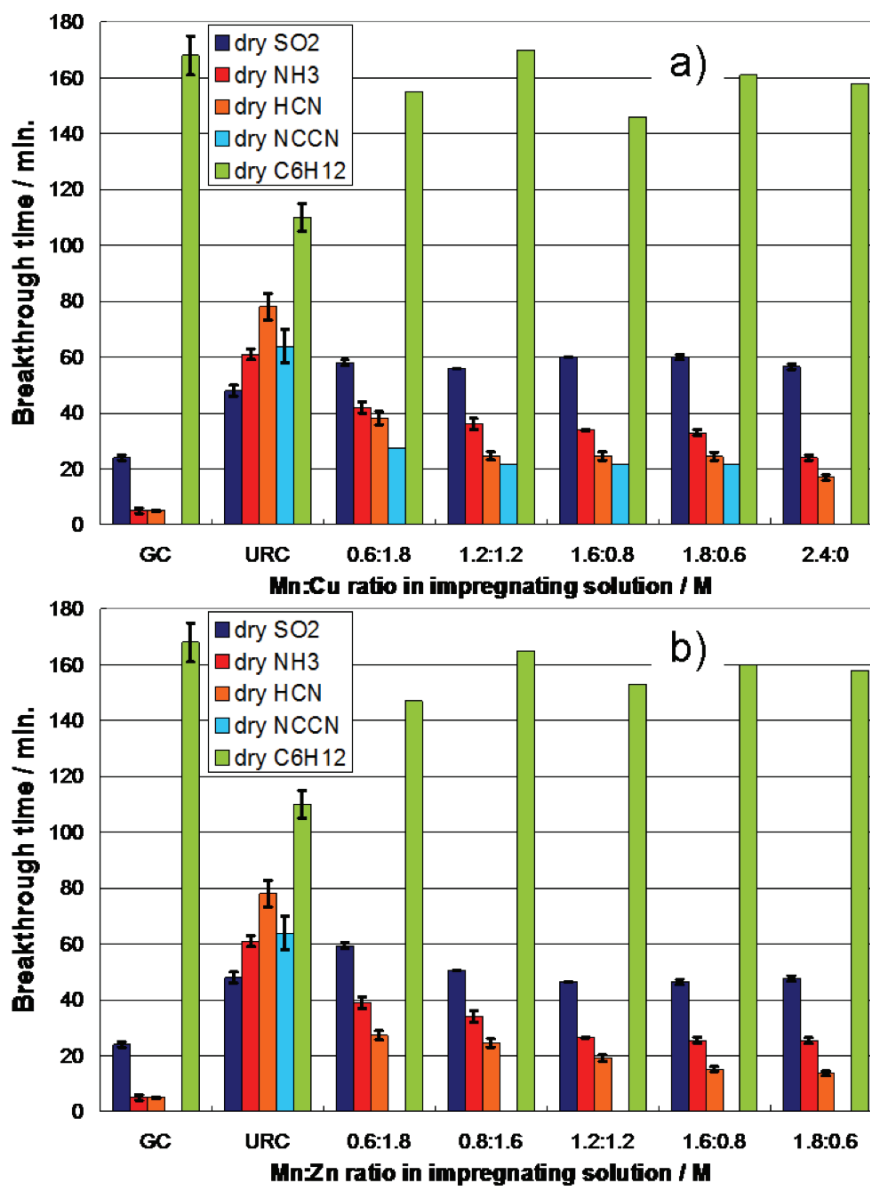 180
160
140
120
100
80
60
40
20
0
Breakthrough time / min.
dry SO2
dry NH3
dry HCN
dry NCCN
dry C6H12
a)
GC URC 0.6:1.8 1.2:1.2 1.6:0.8 1.8:0.6 2.4:0
Mn:Cu ratio in impregnating solution / M
180
160
140
120
100
80
60
40
20
0
Breakthrough time / min.
dry SO2
dry NH3
dry HCN
dry NCCN
dry C6H12
b)
GC URC 0.6:1.8 0.8:1.6 1.2:1.2 1.6:0.8 1.8:0.6
Mn:Zn ratio in impregnating solution / M